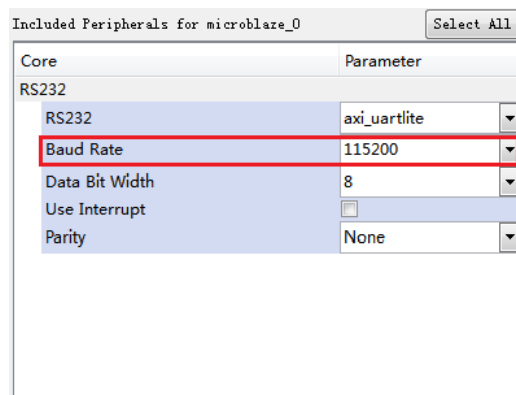 Included Peripherals for microblaze_0 Select All
Core Parameter
RS232
RS232 axi_uartlite
Baud Rate 115200
Data Bit Width 8
Use Interrupt
Parity None